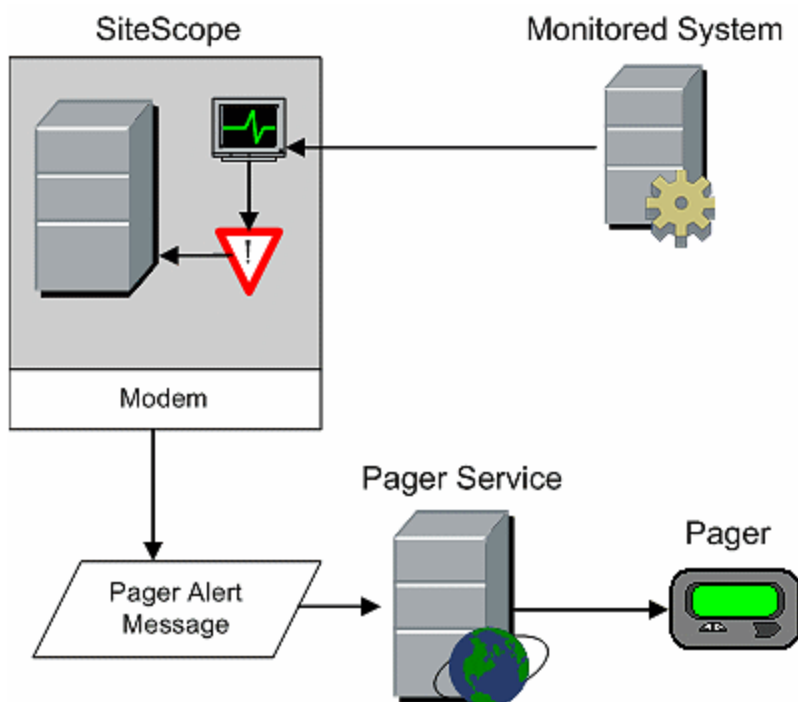 SiteScope
Monitored System
!
Modem
Pager Service
Pager
Pager Alert
Message